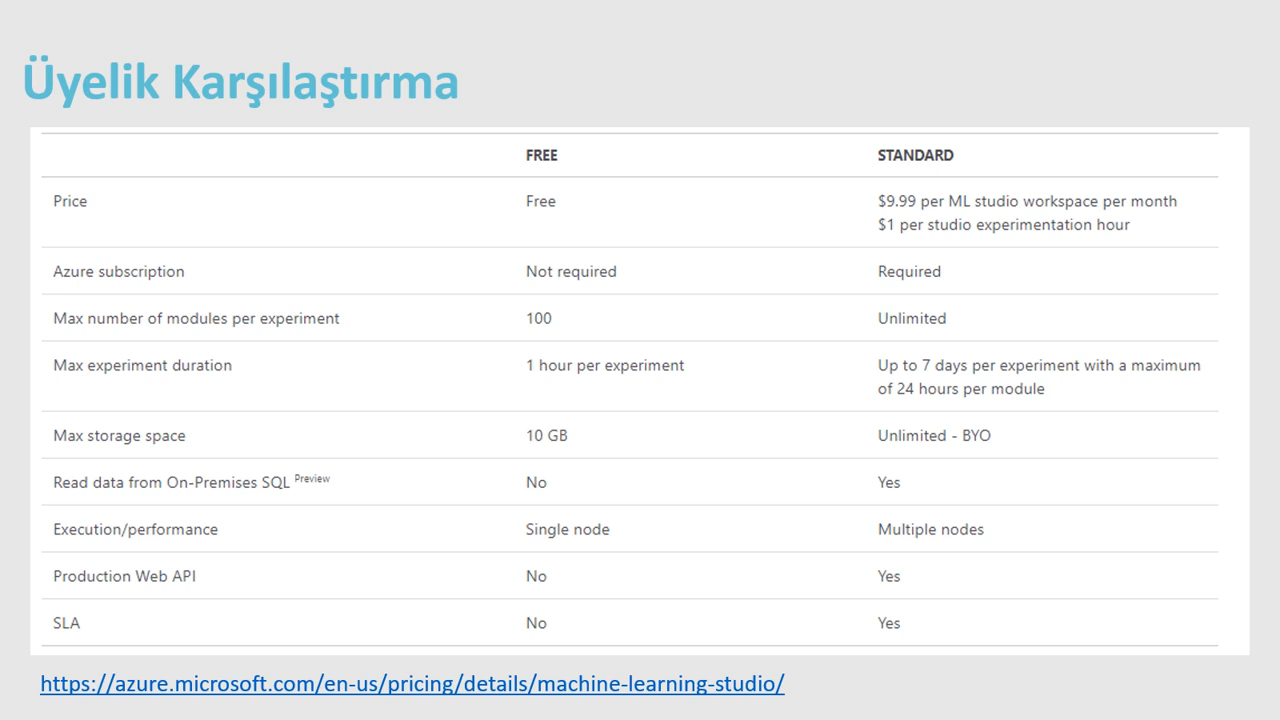 Üyelik Karşılaştırma
FREE STANDARD
Price Free $9.99 per ML studio workspace per month
$1 per studio experimentation hour
Azure subscription Not required Required
Max number of modules per experiment 100 Unlimited
Max experiment duration 1 hour per experiment Up to 7 days per experiment with a maximum
of 24 hours per module
Max storage space 10 GB Unlimited - BYO
Read data from On-Premises SQL Preview No Yes
Execution/performance Single node Multiple nodes
Production Web API No Yes
SLA No Yes
https://azure.microsoft.com/en-us/pricing/details/machine-learning-studio/